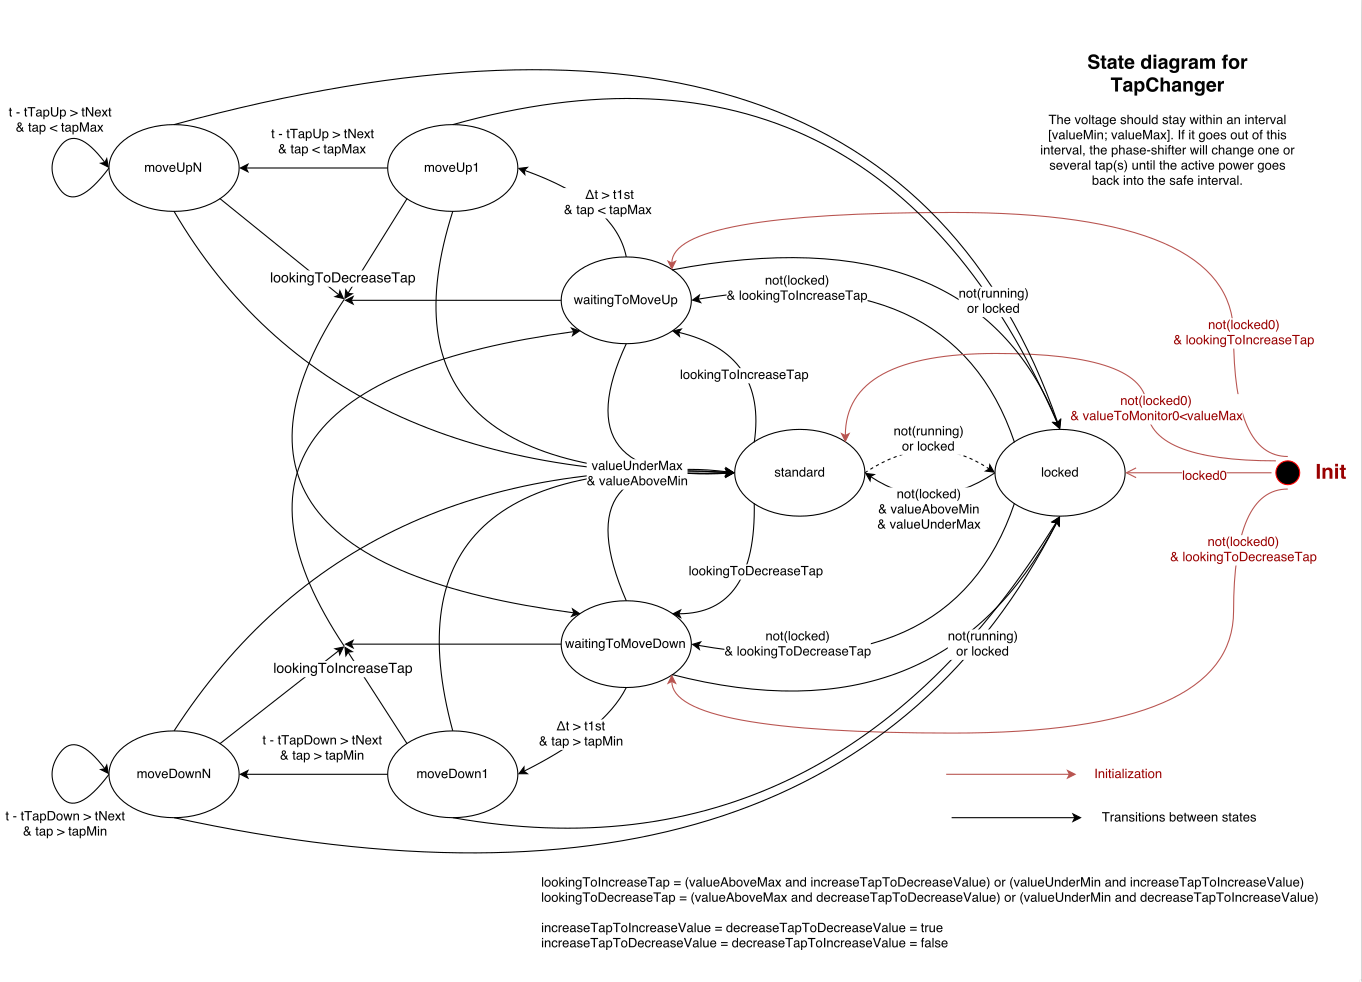 State diagram for
TapChanger
The voltage should stay within an interval
[valueMin; valueMax]. If it goes out of this
interval, the phase-shifter will change one or
several tap(s) until the active power goes
back into the safe interval.
t - tTapUp > tNext
& tap < tapMax
t - tTapUp > tNext
& tap < tapMax
moveUpN
moveUp1
Δt > t1st
& tap < tapMax
lookingToDecreaseTap
waitingToMoveUp
not(locked)
& lookingToIncreaseTap
not(running)
or locked
not(locked0)
& lookingToIncreaseTap
lookingToIncreaseTap
not(locked0)
& valueToMonitor0<valueMax
not(running)
or locked
valueUnderMax
& valueAboveMin
standard
locked
locked0
Init
not(locked)
& valueAboveMin
& valueUnderMax
not(locked0)
& lookingToDecreaseTap
lookingToDecreaseTap
waitingToMoveDown
not(locked)
& lookingToDecreaseTap
not(running)
or locked
lookingToIncreaseTap
Δt > t1st
& tap > tapMin
t - tTapDown > tNext
& tap > tapMin
moveDownN
moveDown1
t - tTapDown > tNext
& tap > tapMin
Initialization
Transitions between states
lookingToIncreaseTap = (valueAboveMax and increaseTapToDecreaseValue) or (valueUnderMin and increaseTapToIncreaseValue)
lookingToDecreaseTap = (valueAboveMax and decreaseTapToDecreaseValue) or (valueUnderMin and decreaseTapToIncreaseValue)
increaseTapToIncreaseValue = decreaseTapToDecreaseValue = true
increaseTapToDecreaseValue = decreaseTapToIncreaseValue = false